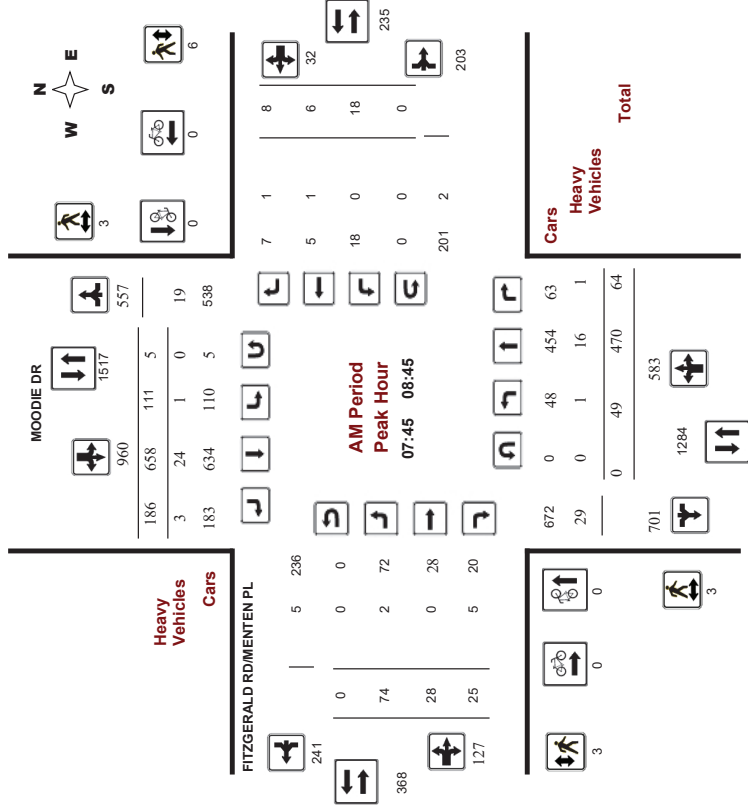 N
W E
S
3
6
0
0
MOODIE DR
1517
960
557
186 658 111 5
3 24 1 0 19
183 634 110 5 538
Heavy
Vehicles
Cars
FITZGERALD RD/MENTEN PL
241
5 236
0 0 0
74 2 72
28 0 28
25 5 20
368
127
AM Period
Peak Hour
07:45 08:45
235
32
203
7 1 8
5 1 6
18 0 18
0 0 0
201 2
Cars
Heavy
Vehicles
Total
672 0 48 454 63
29 0 1 16 1
0 49 470 64
701
583
1284
0
0
3
3